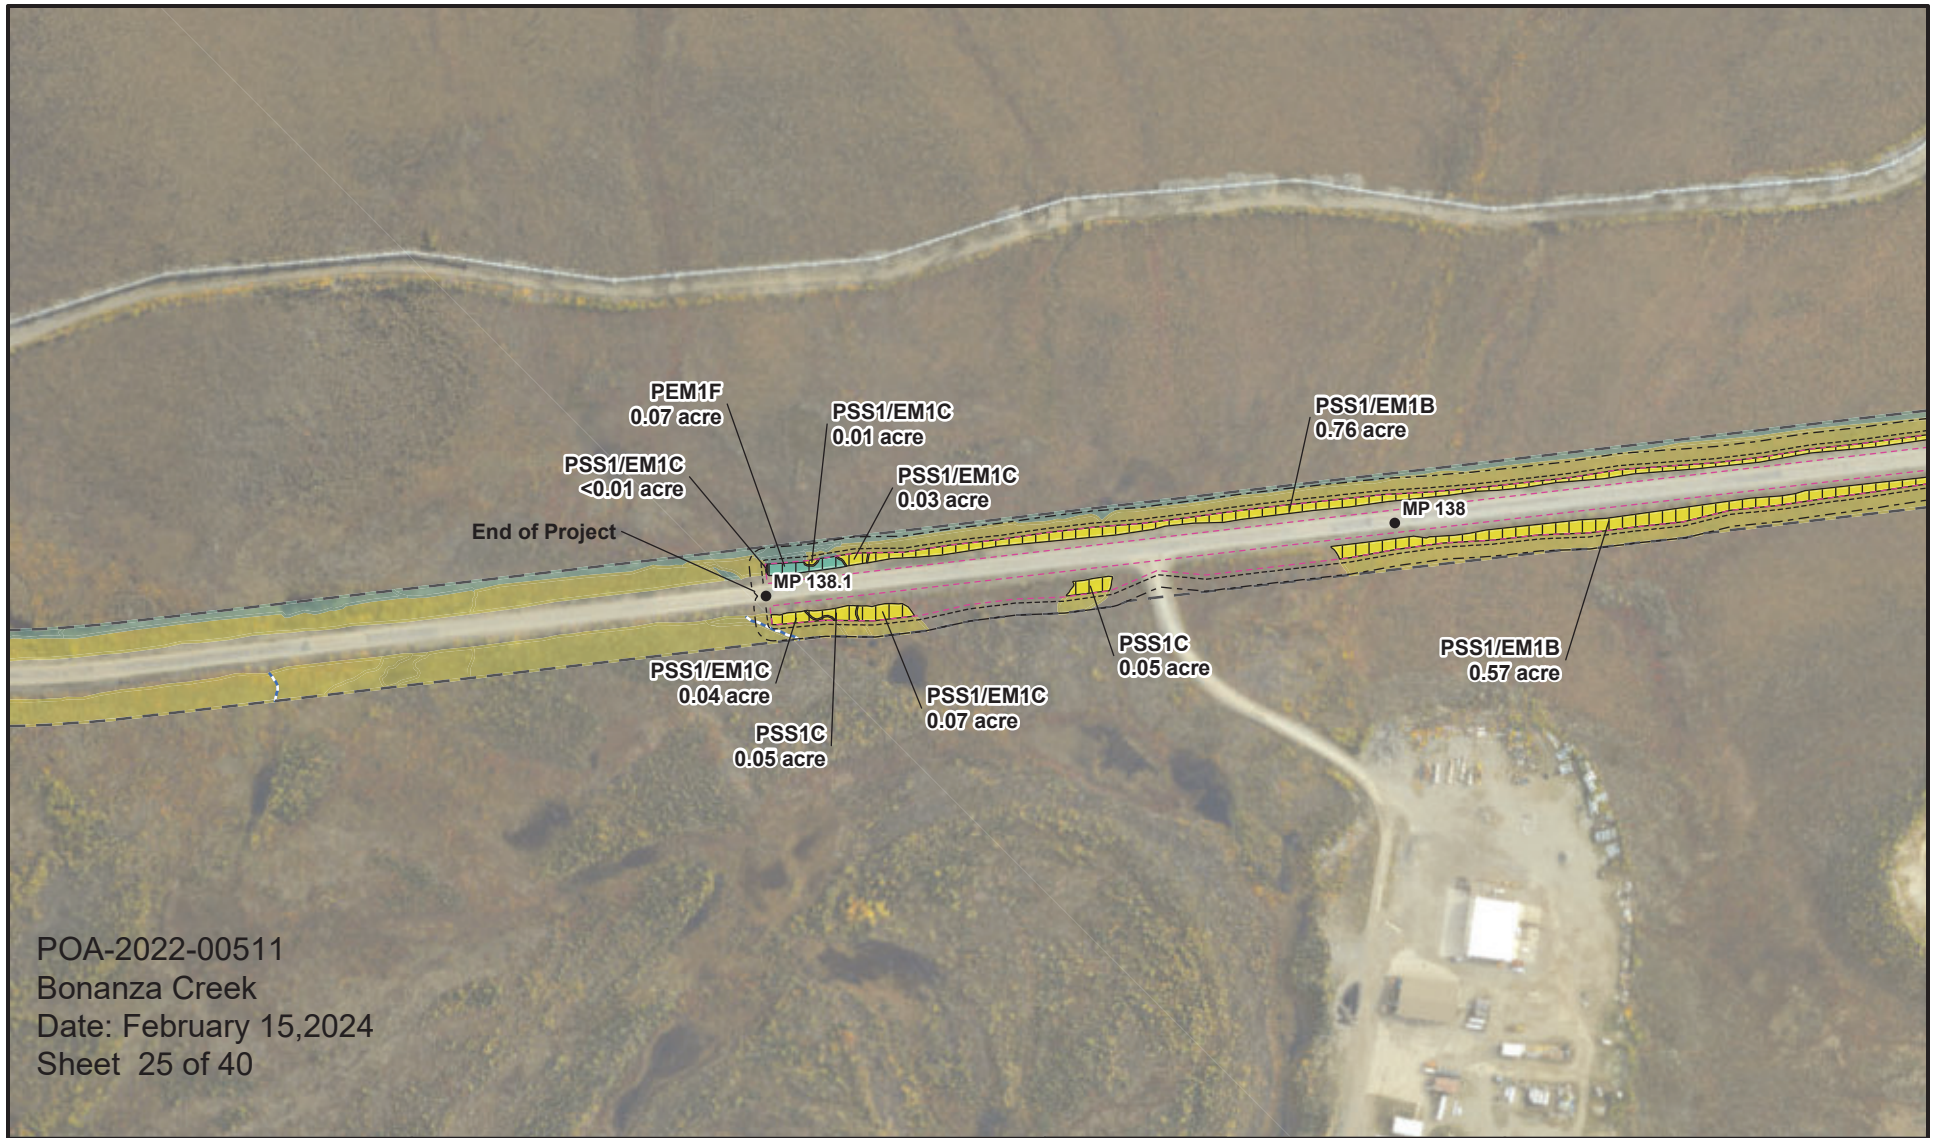 PEM1F
0.07 acre
PSS1/EM1C
0.01 acre
PSS1/EM1B
0.76 acre
PSS1/EM1C
<0.01 acre
PSS1/EM1C
0.03 acre
End of Project
MP 138
MP 138.1
PSS1C
0.05 acre
PSS1/EM1B
0.57 acre
PSS1/EM1C
0.04 acre
PSS1/EM1C
0.07 acre
PSS1C
0.05 acre
POA-2022-00511
Bonanza Creek
Date: February 15,2024
Sheet 25 of 40